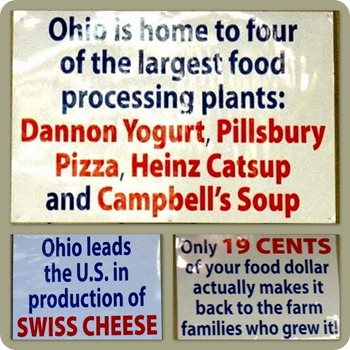 Ohio is home to four
of the largest food
processing plants:
Dannon Yogurt, Pillsbury
Pizza, Heinz Catsup
and Campbell's Soup
Ohio leads
the U.S. in
production of
SWISS CHEESE
Only 19 CENTS
of your food dollar
actually makes it
back to the farm
families who grew it!